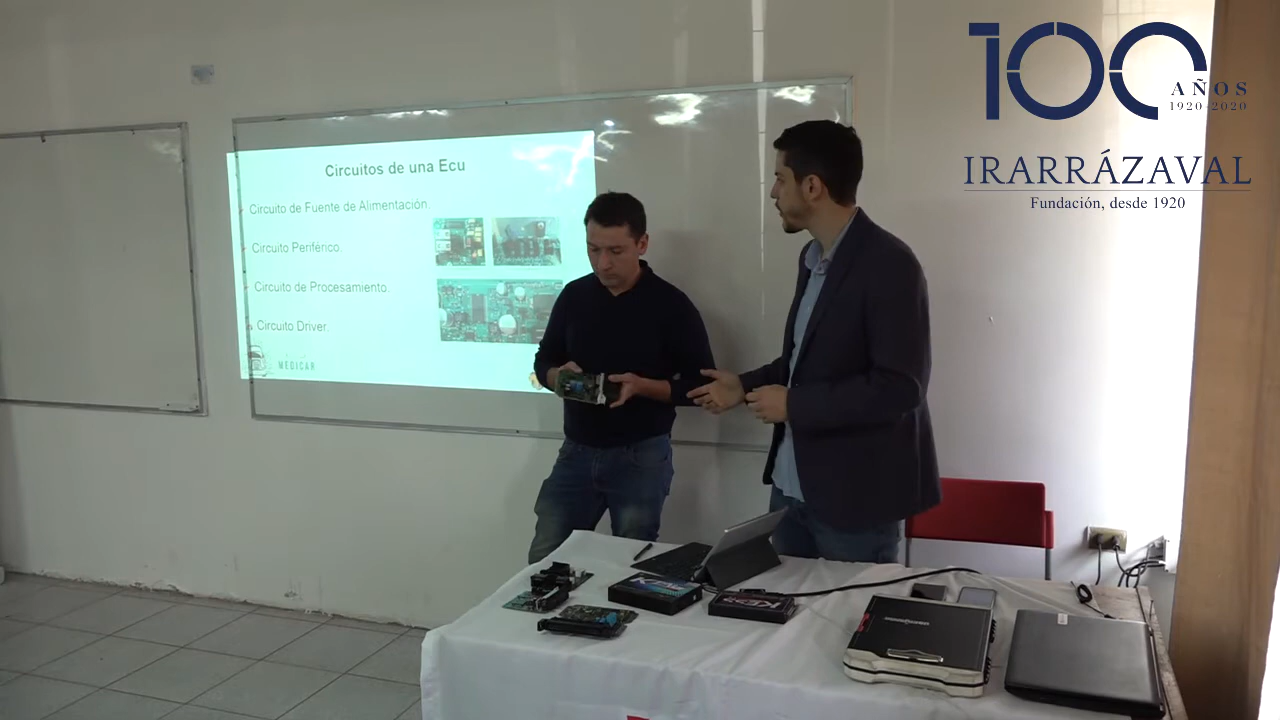 100
AÑOS
1920-2020
IRARRÁZAVAL
Fundación, desde 1920
Circuitos de una Ecu
Circuito de Fuente de Alimentación.
Circuito Periférico.
Circuito de Procesamiento.
Circuito Driver.
MEDICAR